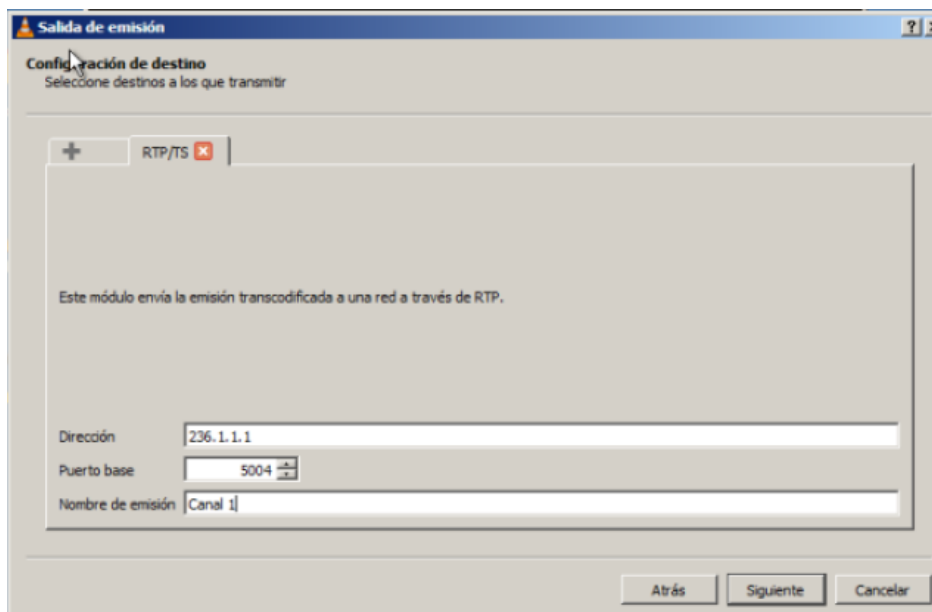 Salida de emisión
Configuración de destino
Seleccione destinos a los que transmitir
RTP/TS
Este módulo envía la emisión transcodificada a una red a través de RTP.
Dirección 236.1.1.1
Puerto base 5004
Nombre de emisión Canal 1
Atrás Siguiente Cancelar